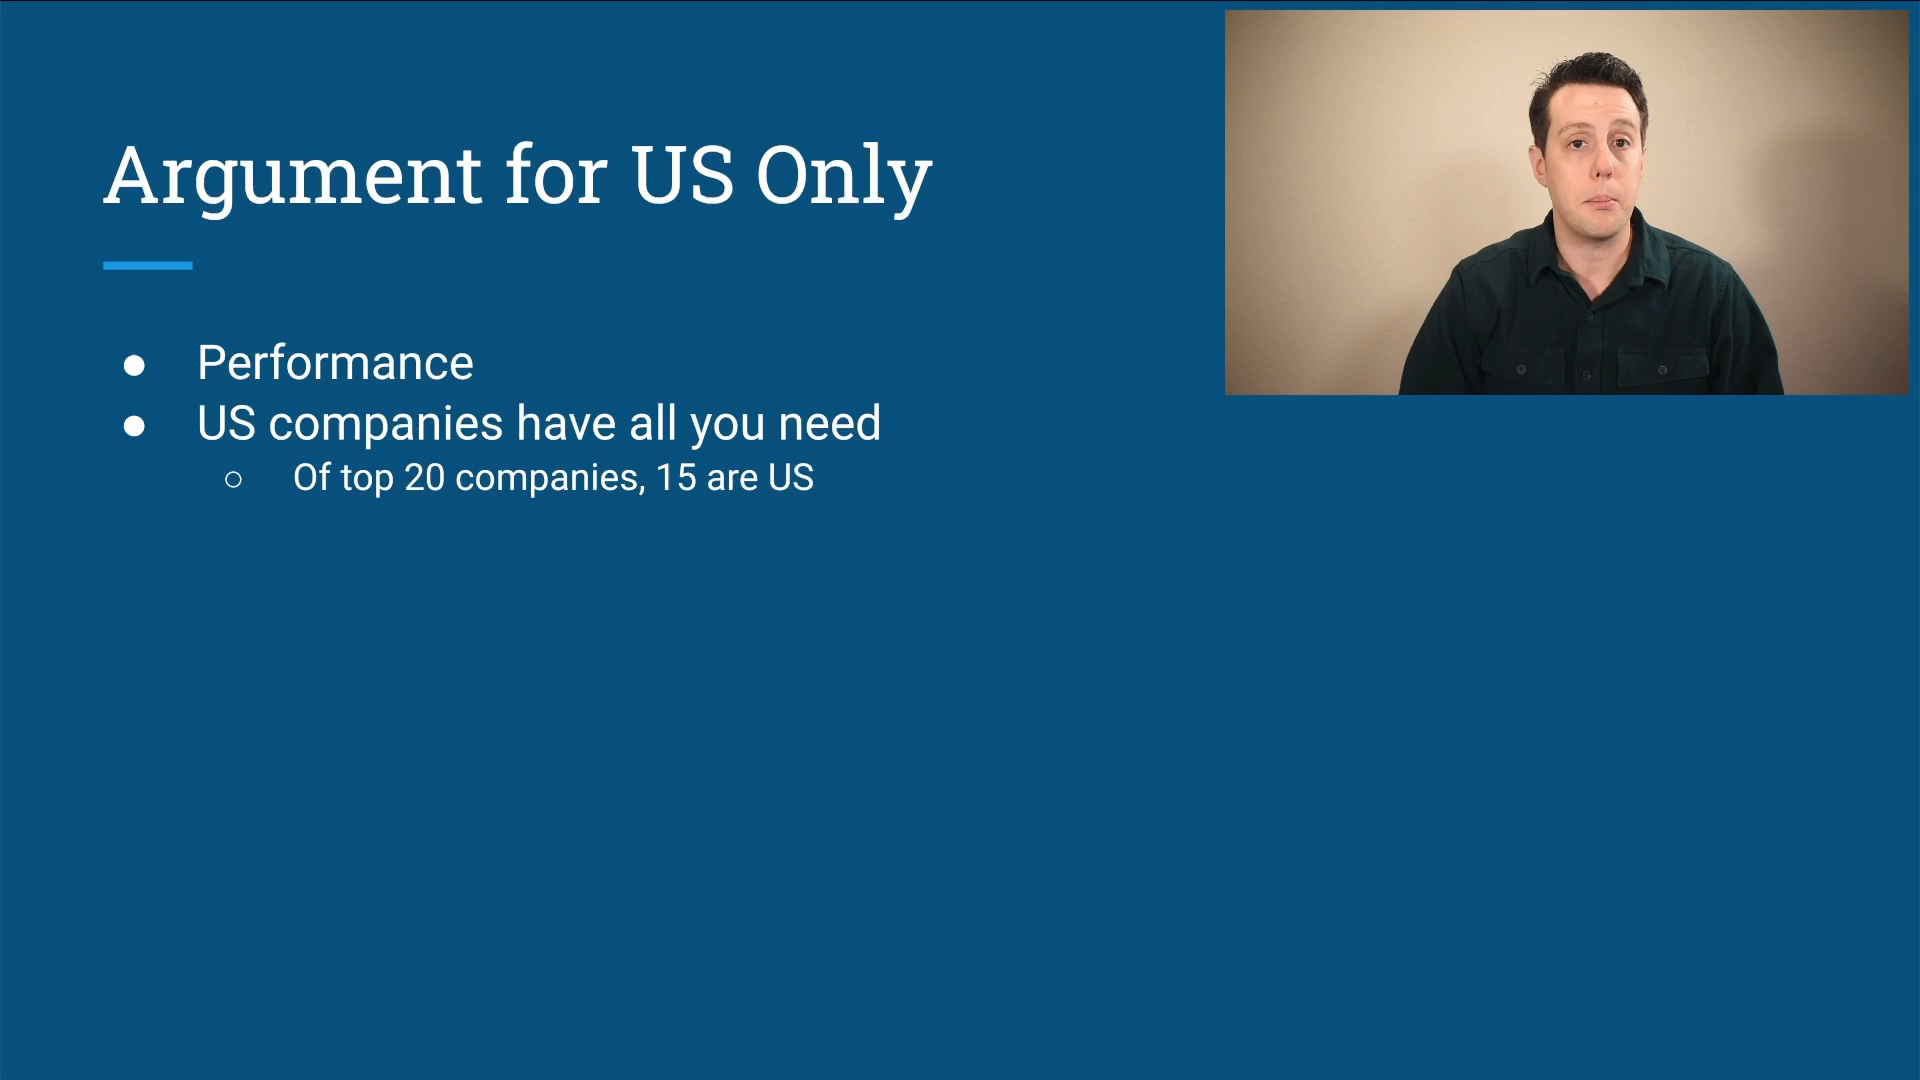 Argument for US Only
● Performance
● US companies have all you need
○ Of top 20 companies, 15 are US